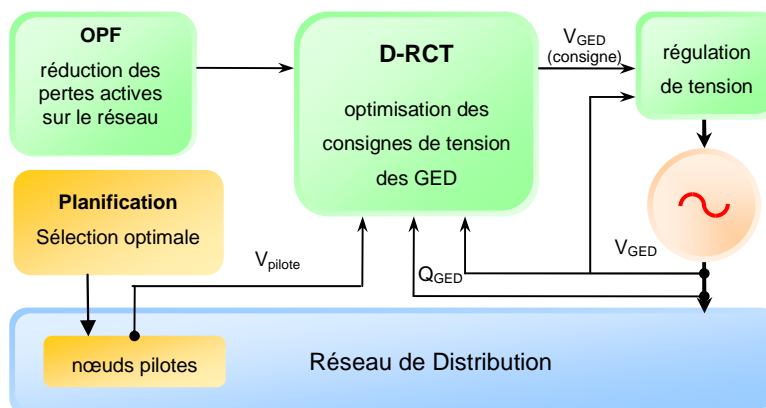 OPF
réduction des
pertes actives
sur le réseau
D-RCT
optimisation des
consignes de tension
des GED
VGED
(consigne)
régulation
de tension
Planification
Sélection optimale
Vpilote
QGED
VGED
nœuds pilotes
Réseau de Distribution